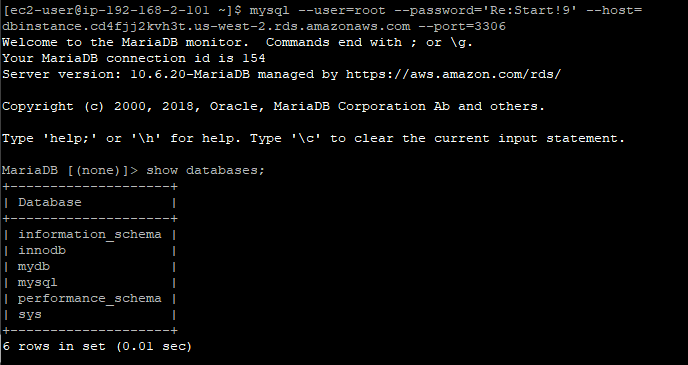 [ec2-user@ip-192-168-2-101 ~]$ mysql --user=root --password='Re:Start!9' --host=
dbinstance.cd4fjj2kvh3t.us-west-2.rds.amazonaws.com --port=3306
Welcome to the MariaDB monitor.  Commands end with ; or \g.
Your MariaDB connection id is 154
Server version: 10.6.20-MariaDB managed by https://aws.amazon.com/rds/

Copyright (c) 2000, 2018, Oracle, MariaDB Corporation Ab and others.

Type 'help;' or '\h' for help. Type '\c' to clear the current input statement.

MariaDB [(none)]> show databases;
+--------------------+
| Database           |
+--------------------+
| information_schema |
| innodb             |
| mydb               |
| mysql              |
| performance_schema |
| sys                |
+--------------------+
6 rows in set (0.01 sec)